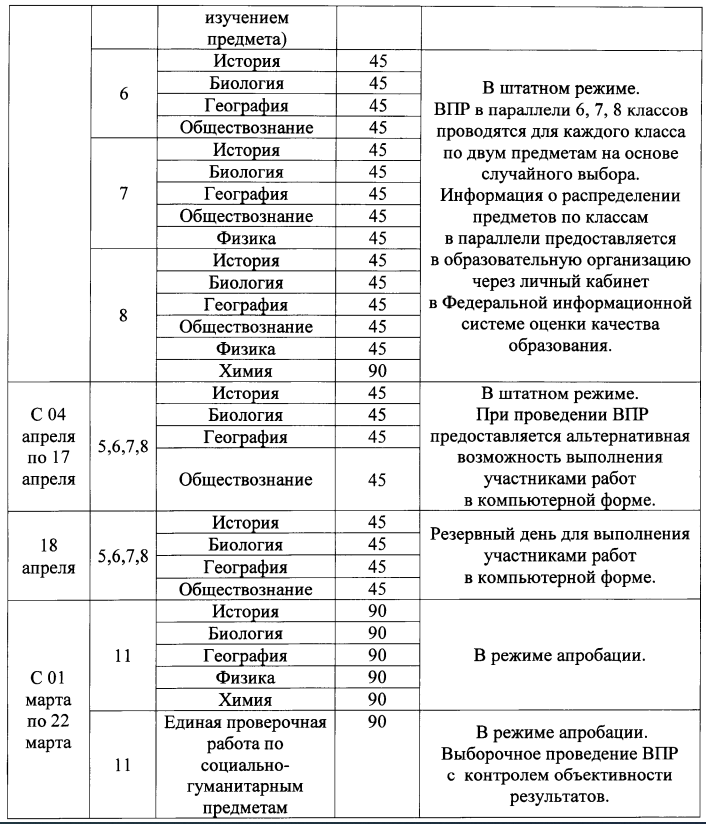 изучением
предмета)
6
История 45
Биология 45
География 45
Обществознание 45
7
История 45
Биология 45
География 45
Обществознание 45
Физика 45
8
История 45
Биология 45
География 45
Обществознание 45
Физика 45
Химия 90
В штатном режиме.
ВПР в параллели 6, 7, 8 классов
проводятся для каждого класса
по двум предметам на основе
случайного выбора.
Информация о распределении
предметов по классам
в параллели предоставляется
в образовательную организацию
через личный кабинет
в Федеральной информационной
системе оценки качества
образования.
С 04
апреля
по 17
апреля
5,6,7,8
История 45
Биология 45
География 45
Обществознание 45
В штатном режиме.
При проведении ВПР
предоставляется альтернативная
возможность выполнения
участниками работ
в компьютерной форме.
18
апреля
5,6,7,8
История 45
Биология 45
География 45
Обществознание 45
Резервный день для выполнения
участниками работ
в компьютерной форме.
С 01
марта
по 22
марта
11
История 90
Биология 90
География 90
Физика 90
Химия 90
В режиме апробации.
11
Единая проверочная 90
работа по
социально-
гуманитарным
предметам
В режиме апробации.
Выборочное проведение ВПР
с контролем объективности
результатов.